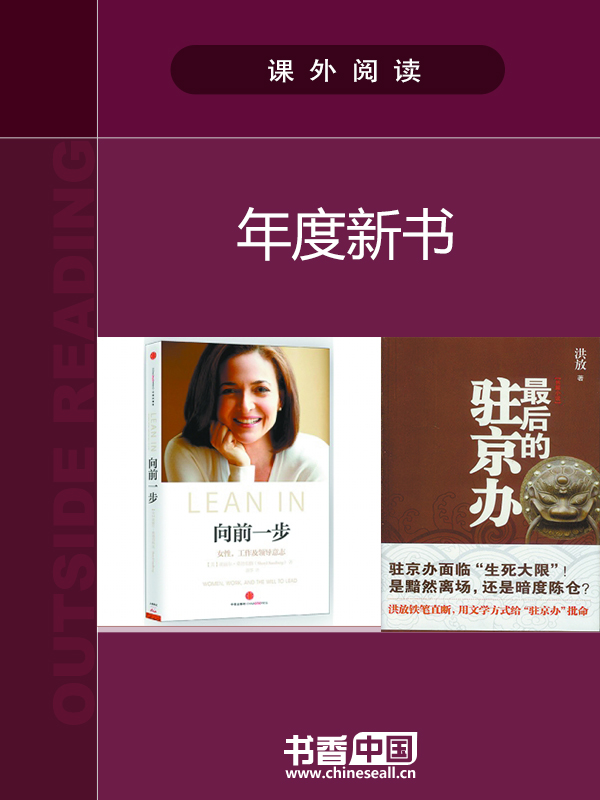 课外阅读
OUTSIDE READING
年度新书
LEAN IN
向前一步
LEAN IN
向前一步
女性，工作及领导意志
WOMEN, WORK, AND THE WILL TO LEAD
洪放
著
最后的
驻京办
驻京办面临“生死大限”！
是黯然离场，还是暗度陈仓？
洪放铁笔直断，用文学方式给“驻京办”批命
书香中国
www.chineseall.cn